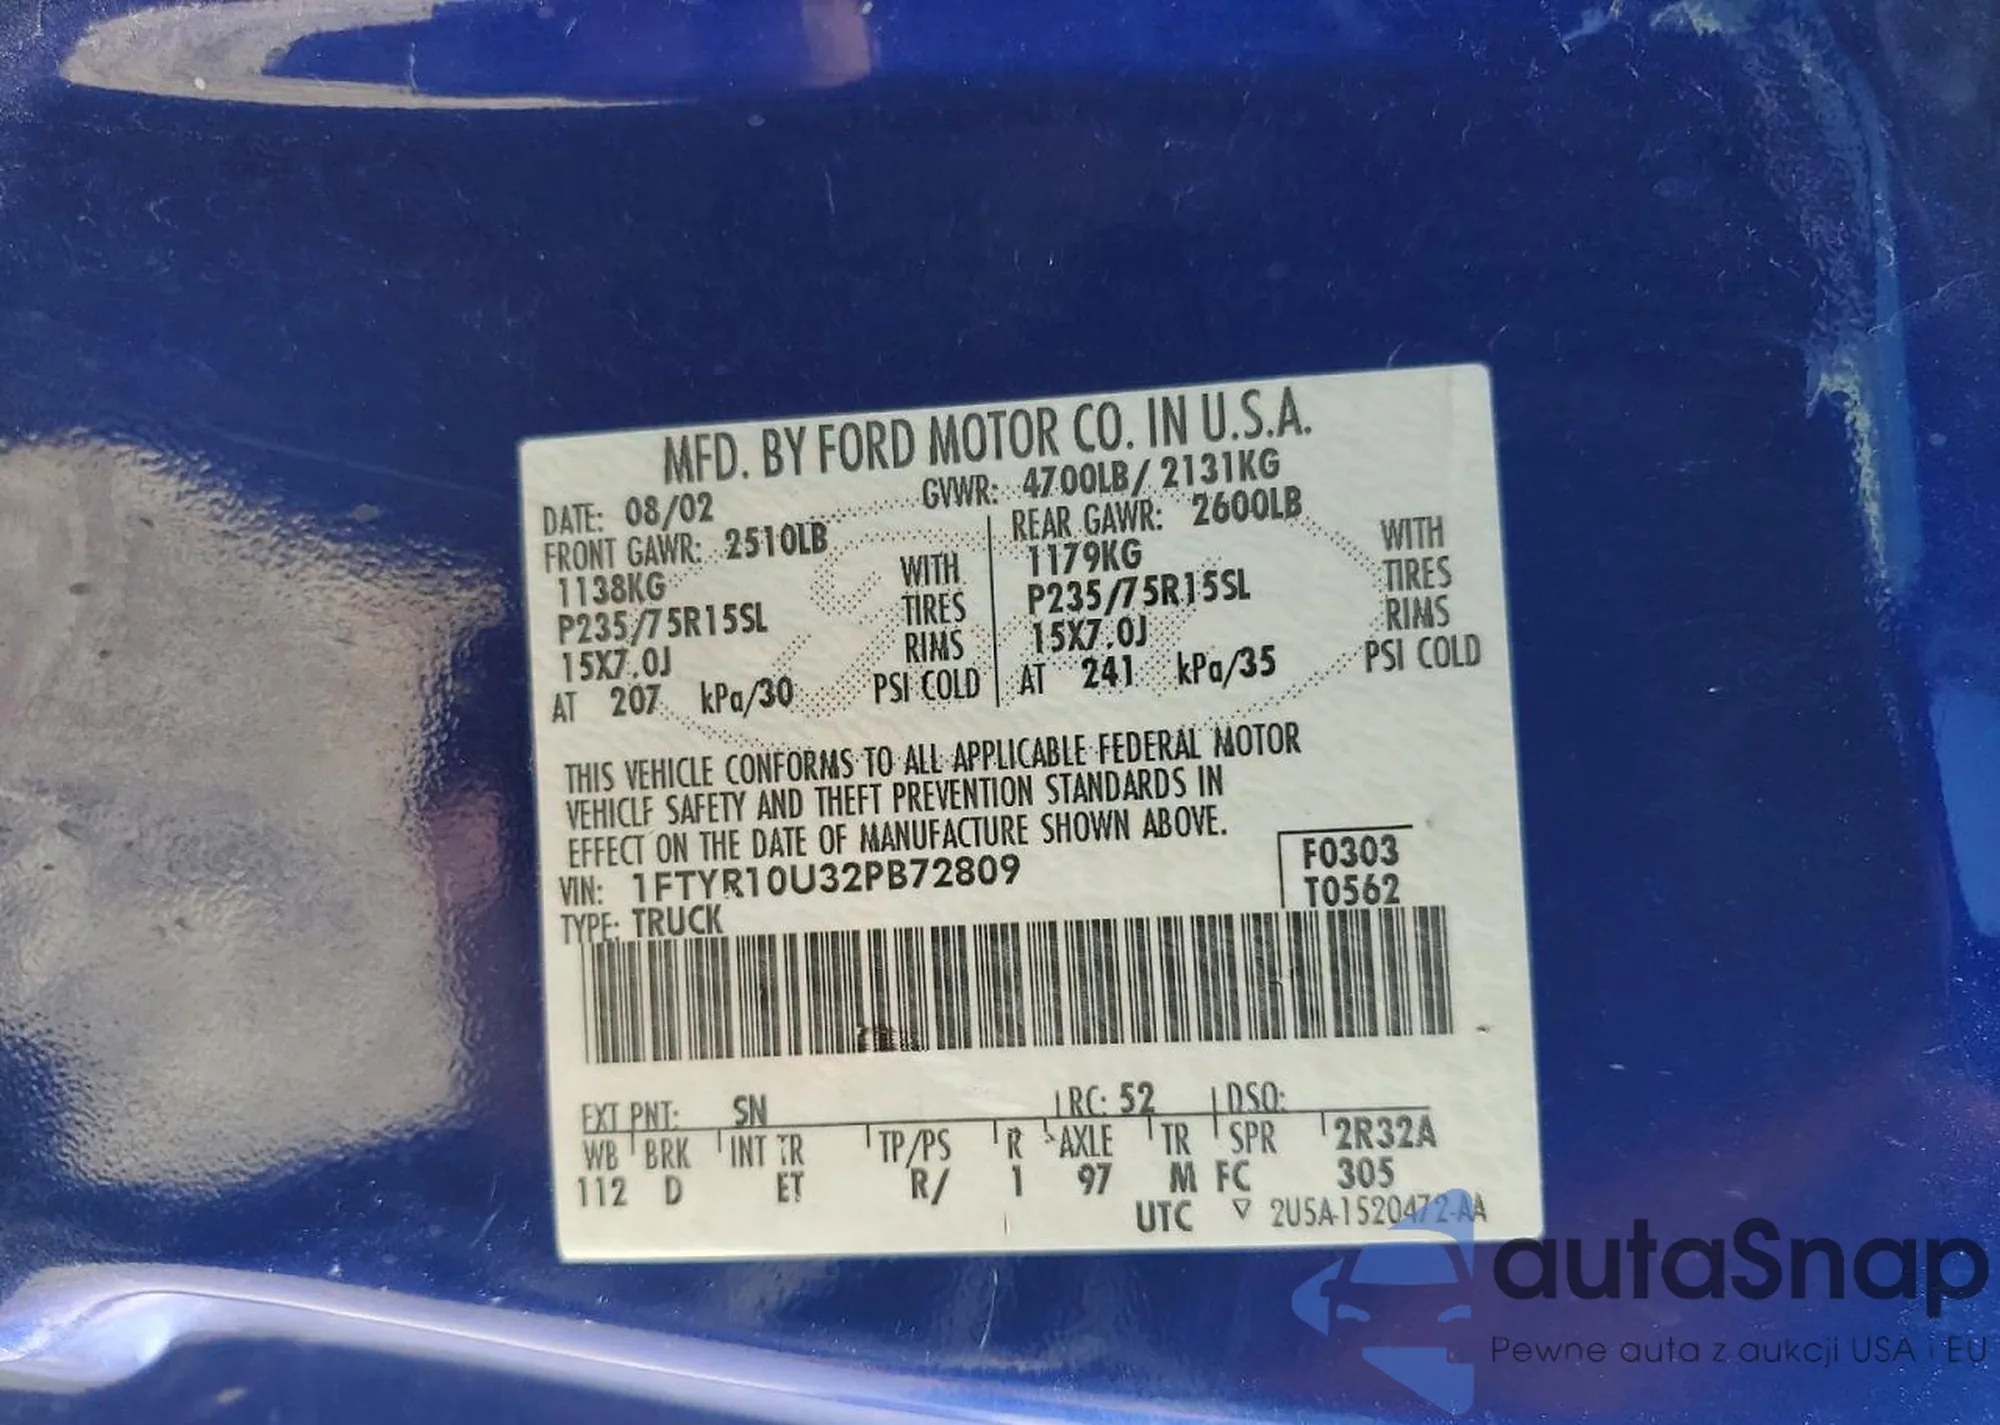 MFD. BY FORD MOTOR CO. IN U.S.A.
DATE: 08/02 GVWR: 4700LB/ 2131KG
FRONT GAWR: 2510LB REAR GAWR: 2600LB
1138KG WITH 1179KG WITH
P235/75R15SL TIRES P235/75R15SL TIRES
15X7.0J RIMS 15X7.0J RIMS
AT 207 kPa/30 PSI COLD AT 241 kPa/35 PSI COLD
THIS VEHICLE CONFORMS TO ALL APPLICABLE FEDERAL MOTOR
VEHICLE SAFETY AND THEFT PREVENTION STANDARDS IN
EFFECT ON THE DATE OF MANUFACTURE SHOWN ABOVE.
VIN: 1FTYR10U32PB72809 F0303
TYPE: TRUCK T0562
EXT PNT: SN RC: 52 DSO:
WB BRK INT TR TP/PS R AXLE TR SPR 2R32A
112 D ET R/ 1 97 M FC 305
UTC ▽ 2U5A-1520472-AA
autaSnap
Pewne auta z aukcji USA i EU